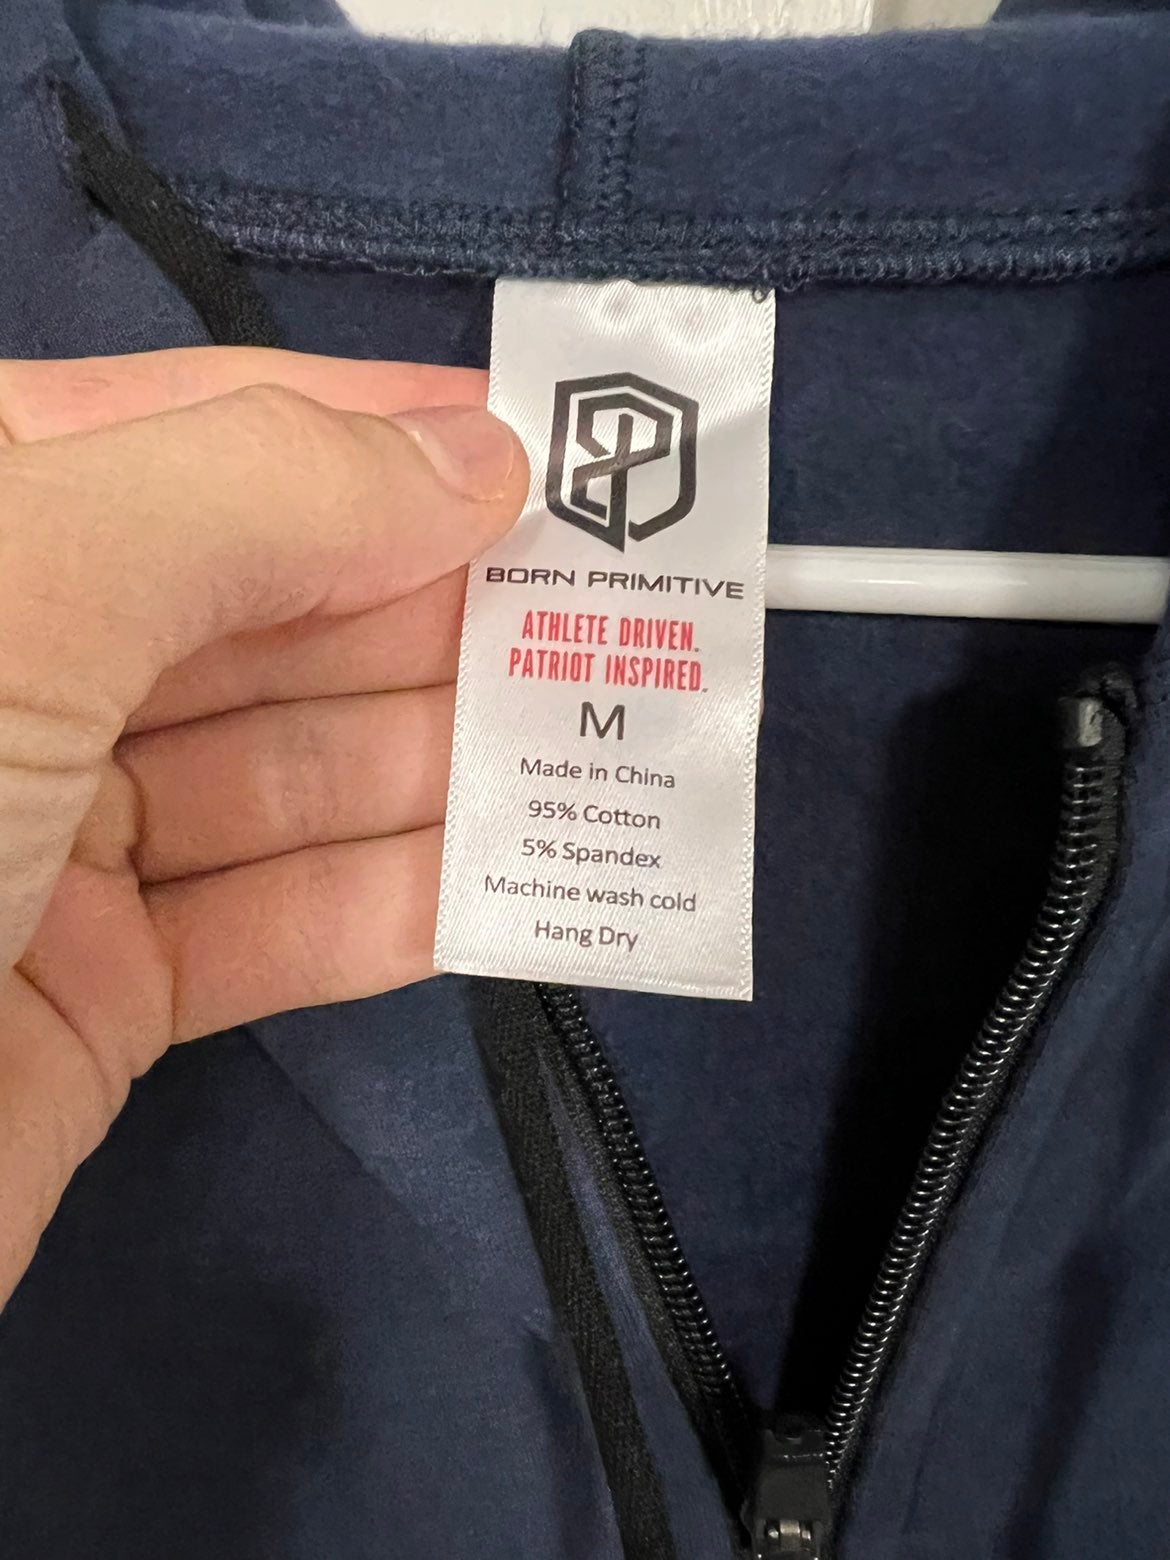 BORN PRIMITIVE
ATHLETE DRIVEN.
PATRIOT INSPIRED.
M
Made in China
95% Cotton
5% Spandex
Machine wash cold
Hang Dry